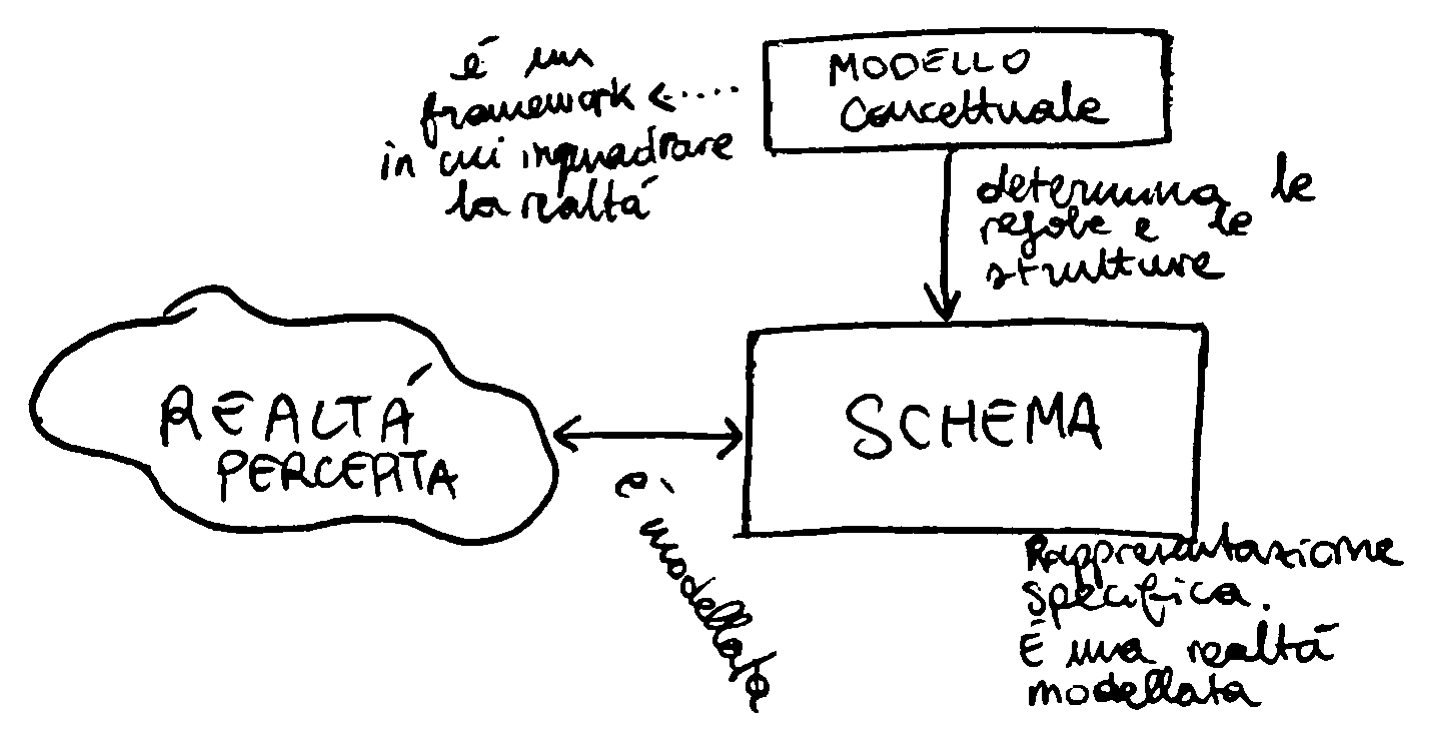 é un
framework
in cui inquadrare
la realtá
MODELLO
Concettuale
determina le
regole e le
strutture
REALTÁ
PERCEPITA
è modellata
SCHEMA
Rappresentazione
specifica.
É una realtá
modellata